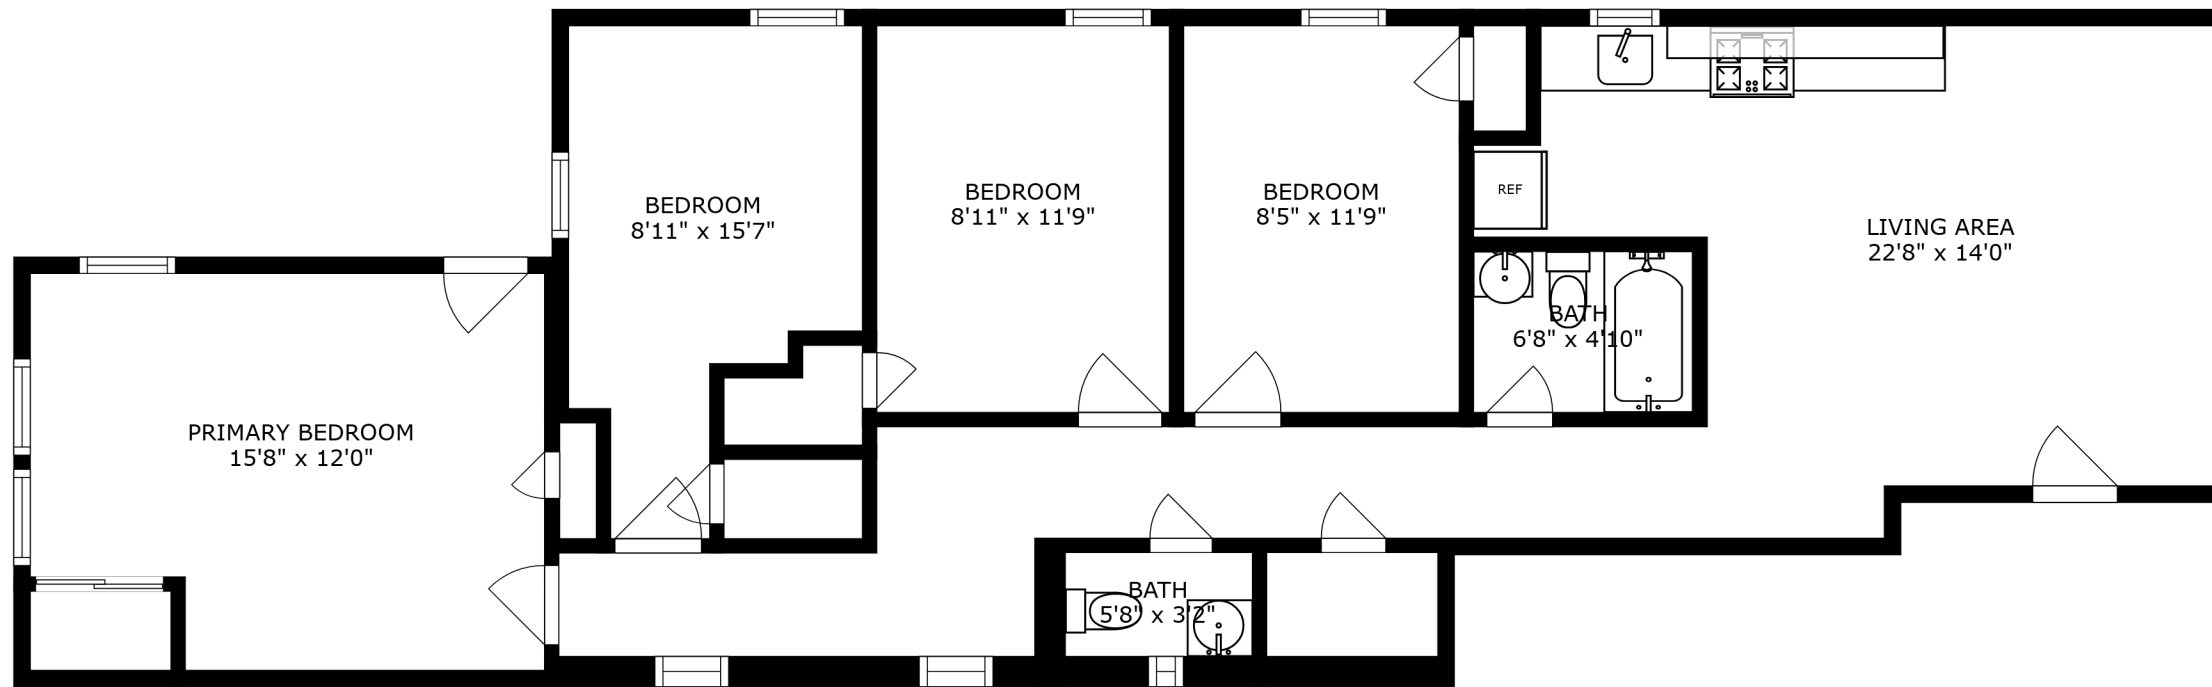 BEDROOM
8'11" x 15'7"
BEDROOM
8'11" x 11'9"
BEDROOM
8'5" x 11'9"
REF
LIVING AREA
22'8" x 14'0"
BATH
6'8" x 4'10"
PRIMARY BEDROOM
15'8" x 12'0"
BATH
5'8" x 3'2"